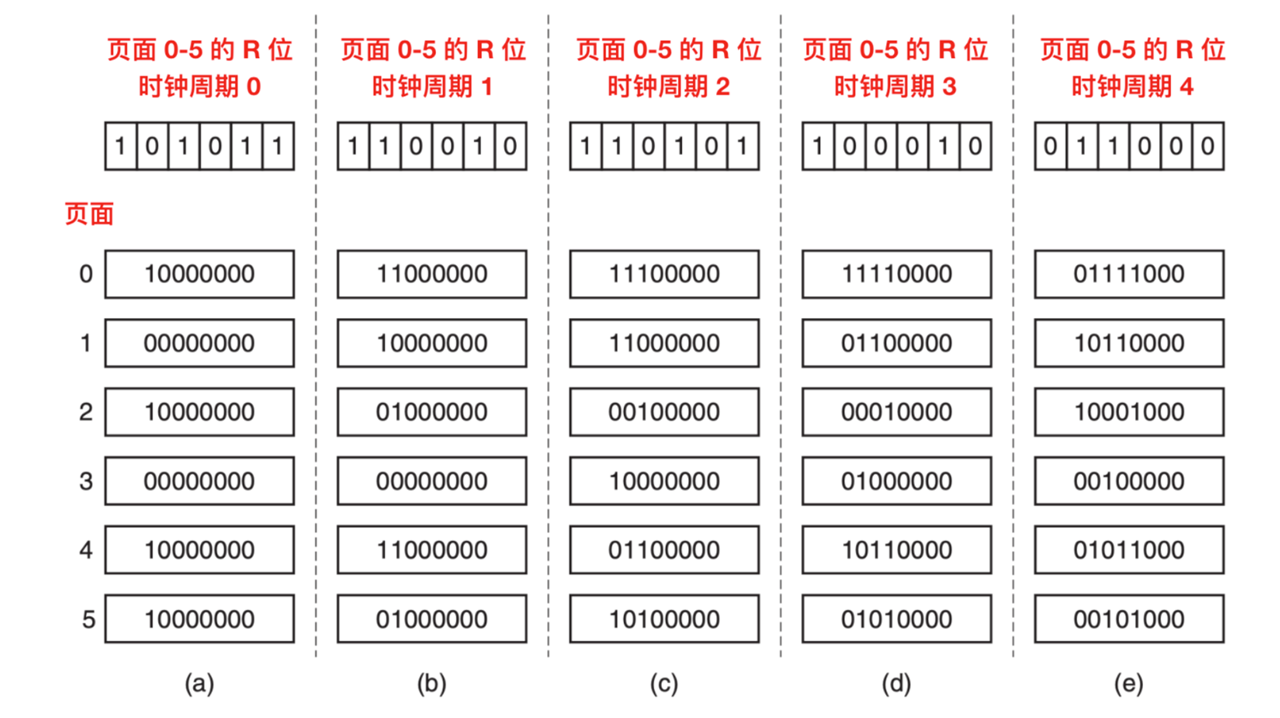 页面 0-5 的 R 位 页面 0-5 的 R 位 页面 0-5 的 R 位 页面 0-5 的 R 位 页面 0-5 的 R 位
时钟周期 0 时钟周期 1 时钟周期 2 时钟周期 3 时钟周期 4
1 0 1 0 1 1 1 1 0 0 1 0 1 1 0 1 0 1 1 0 0 0 1 0 0 1 1 0 0 0
页面
0 10000000 11000000 11100000 11110000 01111000
1 00000000 10000000 11000000 01100000 10110000
2 10000000 01000000 00100000 00010000 10001000
3 00000000 00000000 10000000 01000000 00100000
4 10000000 11000000 01100000 10110000 01011000
5 10000000 01000000 10100000 01010000 00101000
(a) (b) (c) (d) (e)